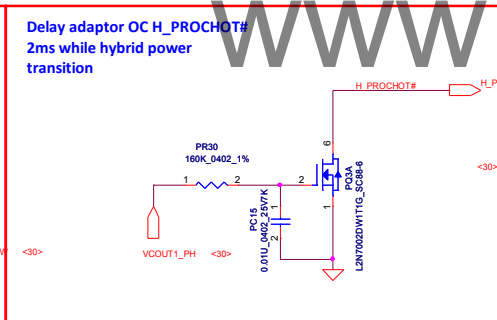 Delay adaptor OC H_PROCHOT#
2ms while hybrid power
transition
WWW
H_PROCHOT#
H_P
6
PR30
160K_0402_1%
<30>
1
2
2
PQ3A
L2N7002DW1T1G_SC88-6
1
1
PC15
0.01U_0402_25V7K
2
<30>
VCOUT1_PH
<30>